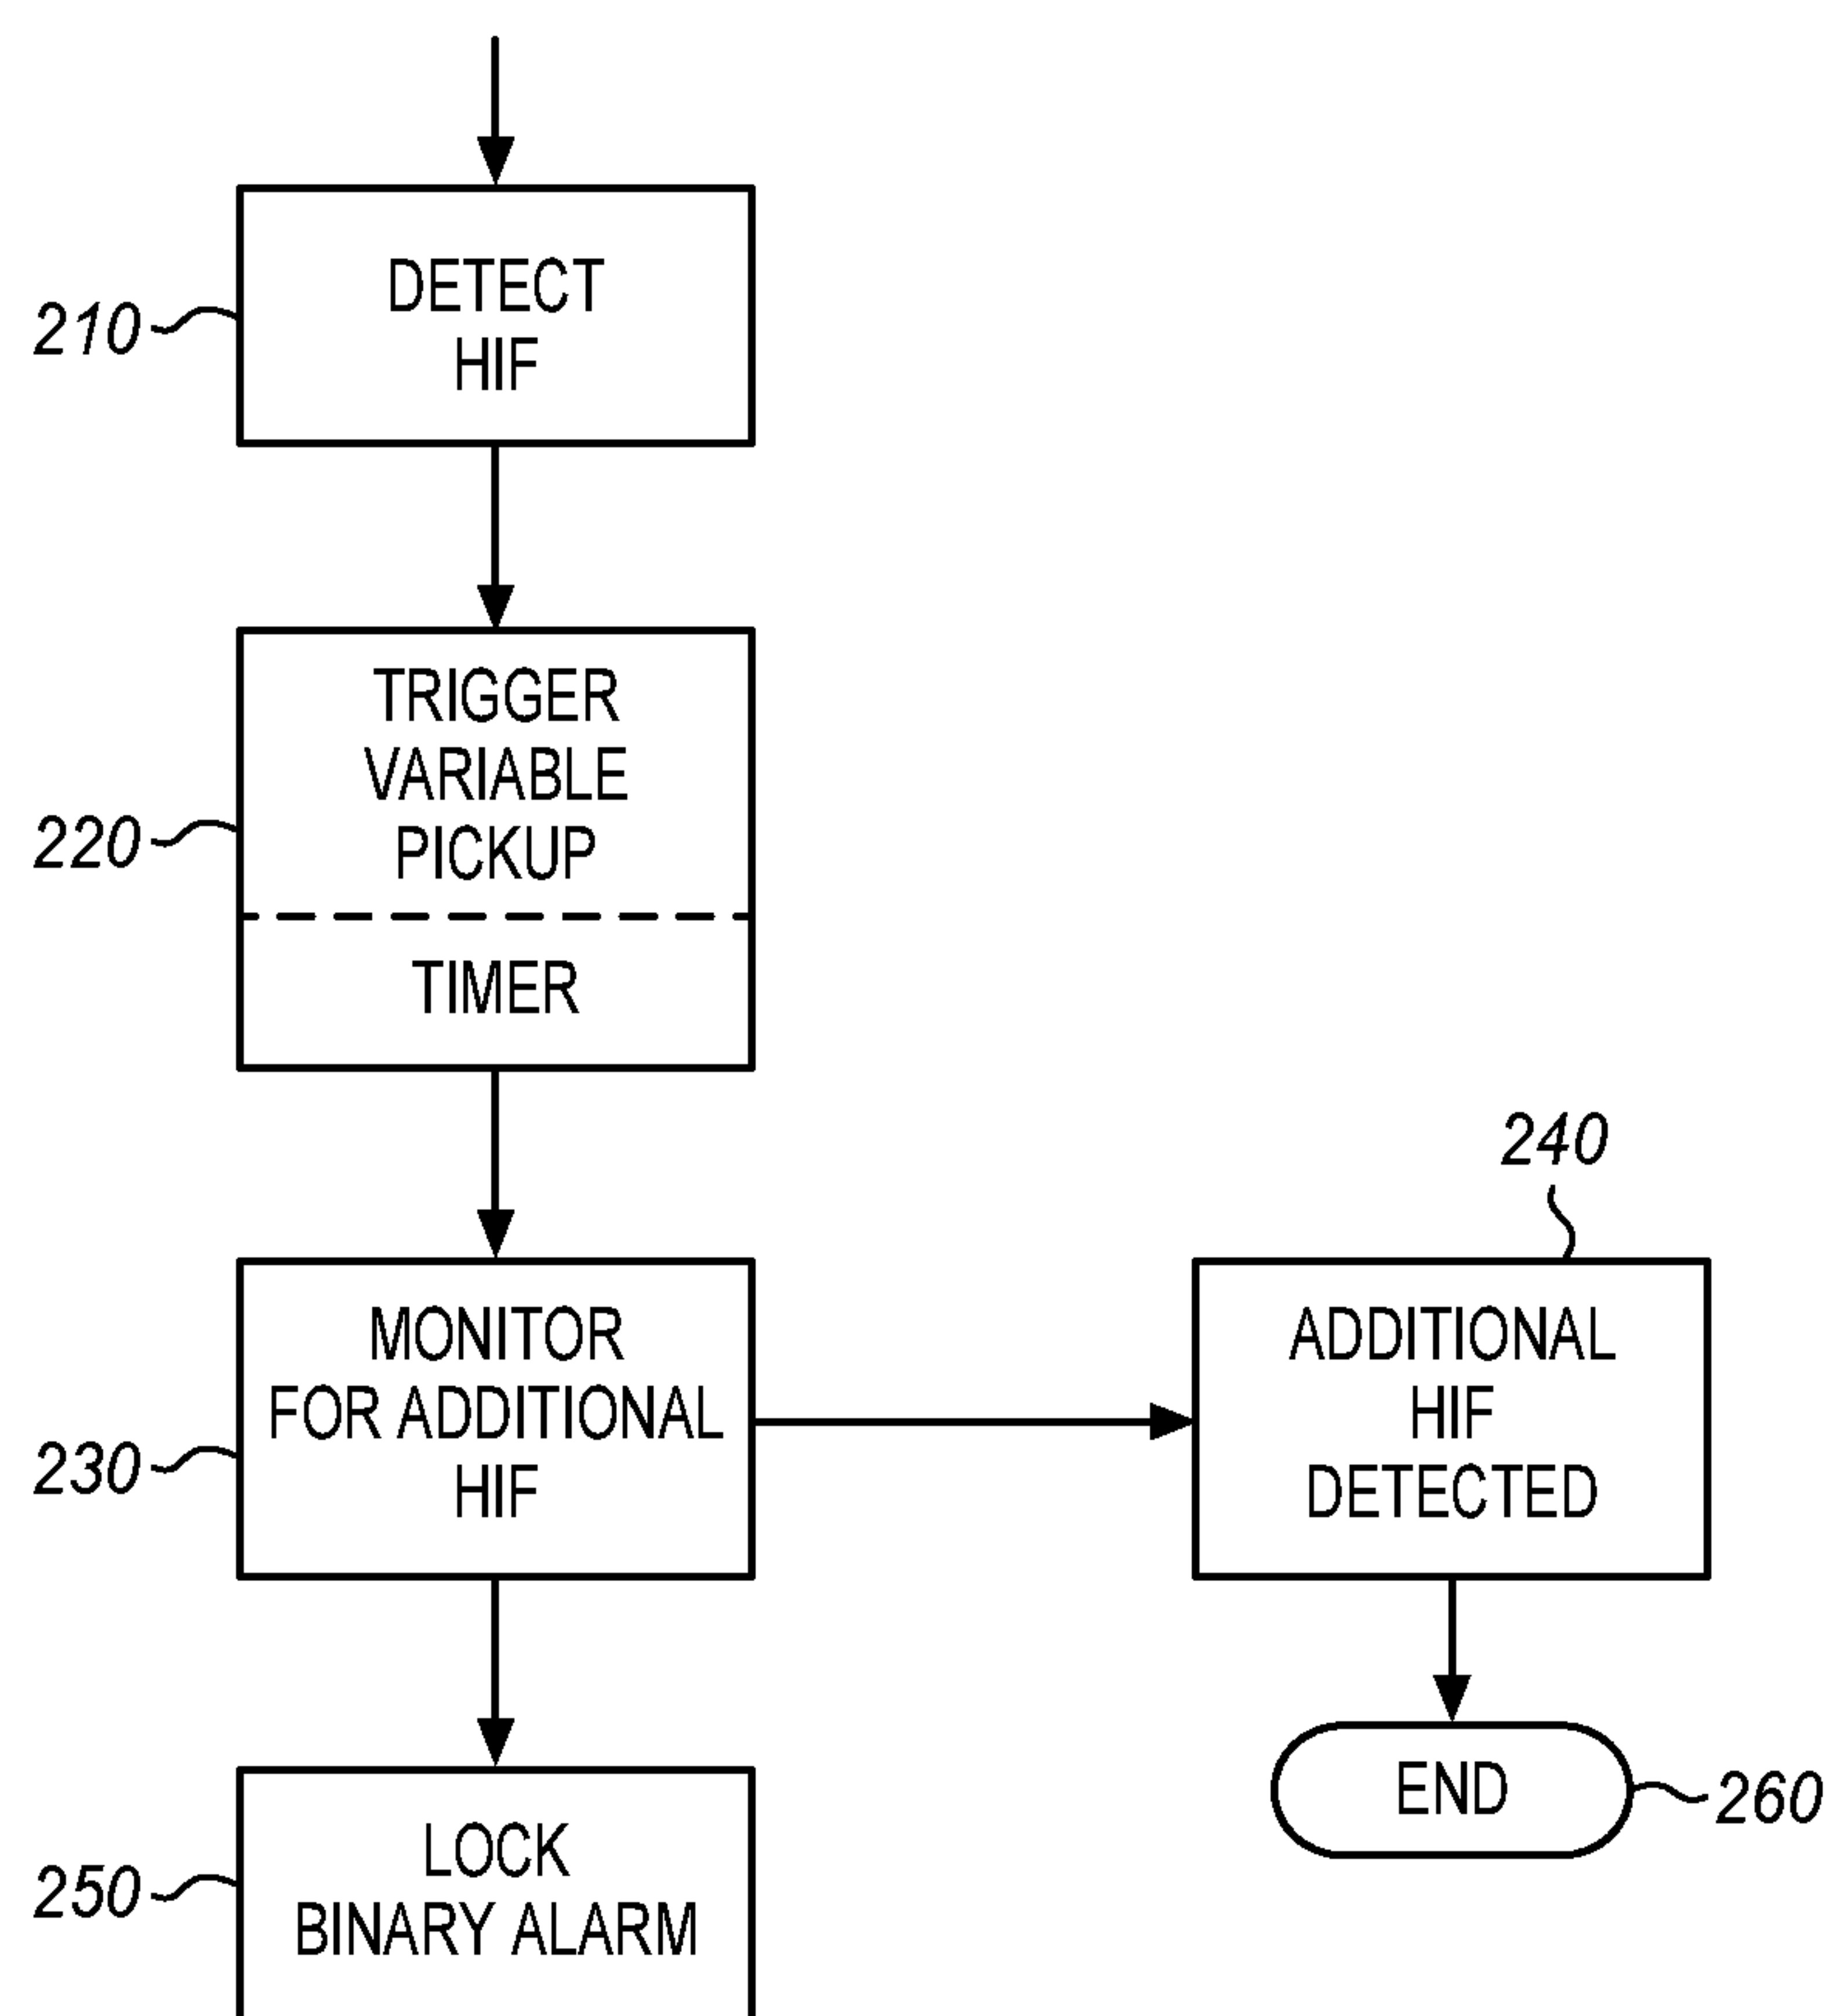 DETECT
HIF
210
TRIGGER
VARIABLE
PICKUP
220
TIMER
240
MONITOR
FOR ADDITIONAL
HIF
230
ADDITIONAL
HIF
DETECTED
END
260
LOCK
BINARY ALARM
250